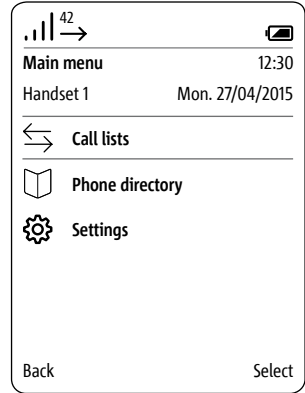 42
Main menu 12:30
Handset 1 Mon. 27/04/2015
Call lists
Phone directory
Settings
Back Select